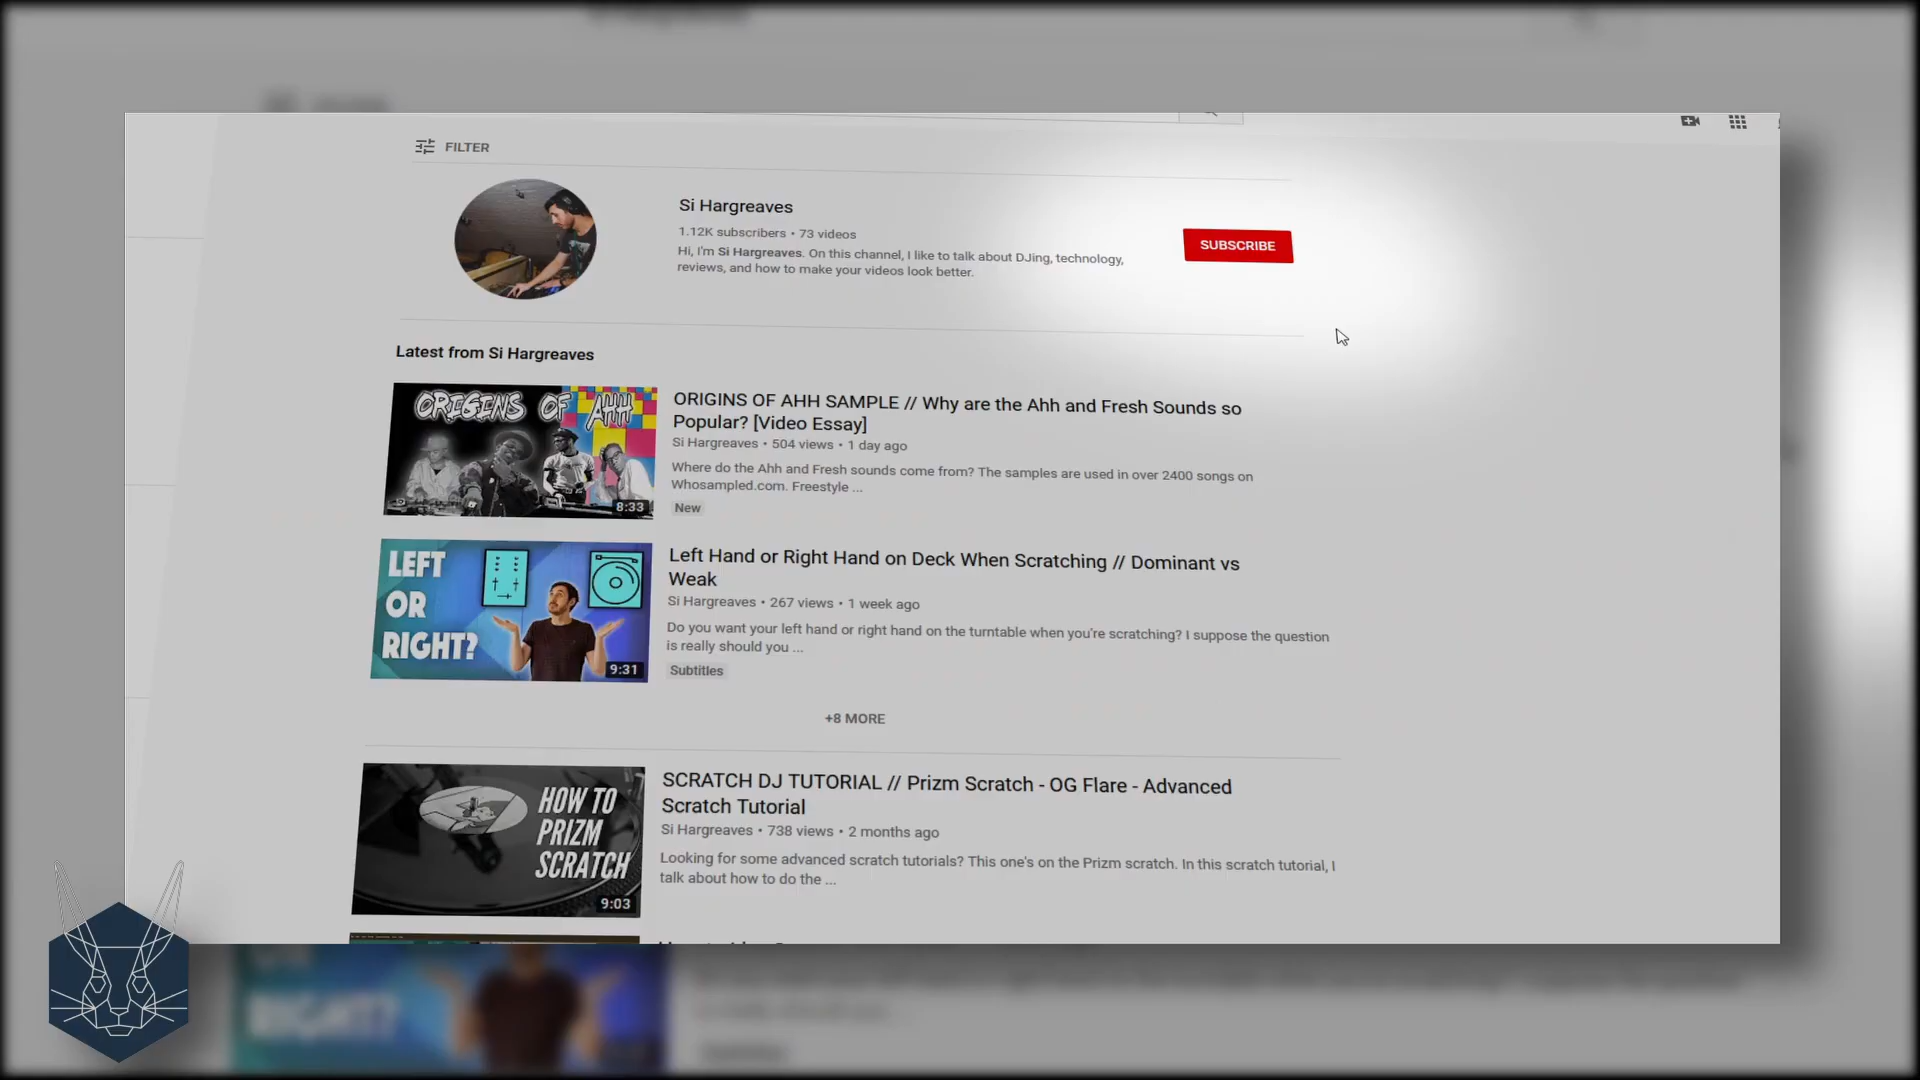 FILTER
Si Hargreaves
1.12K subscribers • 73 videos
Hi, I'm Si Hargreaves. On this channel, I like to talk about DJing, technology,
reviews, and how to make your videos look better.
SUBSCRIBE
Latest from Si Hargreaves
ORIGINS OF AHH
8:33
ORIGINS OF AHH SAMPLE // Why are the Ahh and Fresh Sounds so
Popular? [Video Essay]
Si Hargreaves • 504 views • 1 day ago
Where do the Ahh and Fresh sounds come from? The samples are used in over 2400 songs on
Whosampled.com. Freestyle ...
New
LEFT
OR
RIGHT?
9:31
Left Hand or Right Hand on Deck When Scratching // Dominant vs
Weak
Si Hargreaves • 267 views • 1 week ago
Do you want your left hand or right hand on the turntable when you're scratching? I suppose the question
is really should you ...
Subtitles
+8 MORE
HOW TO
PRIZM
SCRATCH
9:03
SCRATCH DJ TUTORIAL // Prizm Scratch - OG Flare - Advanced
Scratch Tutorial
Si Hargreaves • 738 views • 2 months ago
Looking for some advanced scratch tutorials? This one's on the Prizm scratch. In this scratch tutorial, I
talk about how to do the ...
RIGHT?